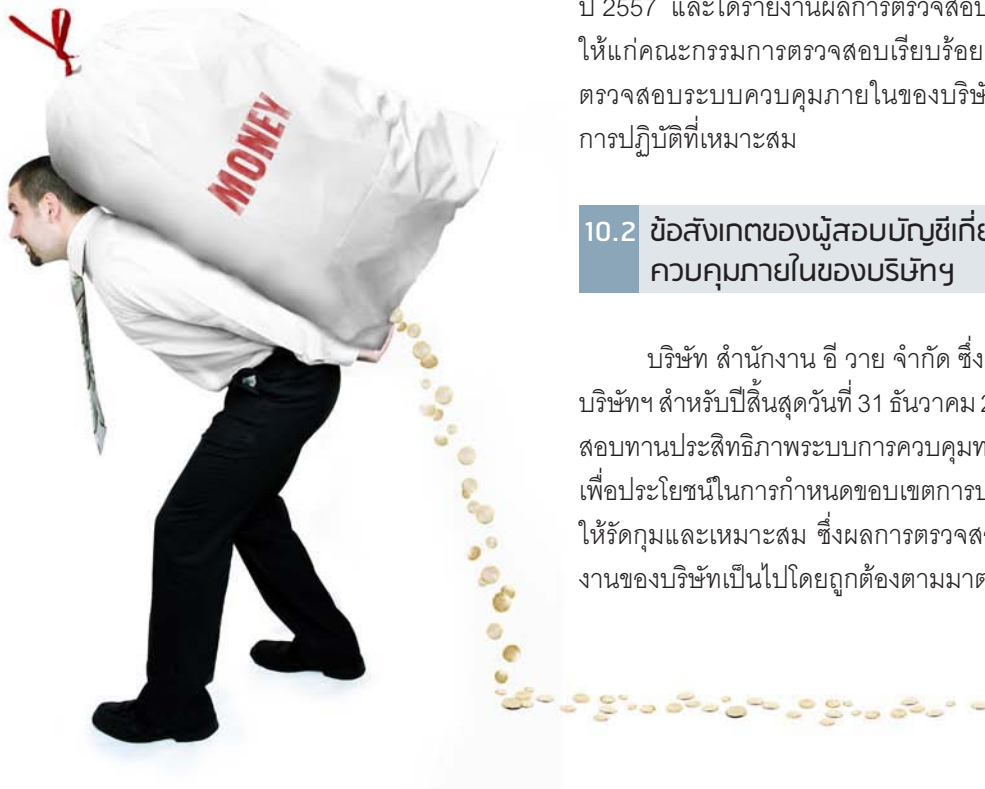 MONEY
ปี 2557 และได้รายงานผลการตรวจสอบ
ให้แก่คณะกรรมการตรวจสอบเรียบร้อย
ตรวจสอบระบบควบคุมภายในของบริษั
การปฏิบัติที่เหมาะสม
10.2 ข้อสังเกตของผู้สอบบัญชีเกี่ย
ควบคุมภายในของบริษัทฯ
บริษัท สำนักงาน อี วาย จำกัด ซึ่ง
บริษัทฯ สำหรับปีสิ้นสุดวันที่ 31 ธันวาคม 2
สอบทานประสิทธิภาพระบบการควบคุมท
เพื่อประโยชน์ในการกำหนดขอบเขตการป
ให้รัดกุมและเหมาะสม ซึ่งผลการตรวจส
งานของบริษัทเป็นไปโดยถูกต้องตามมาต